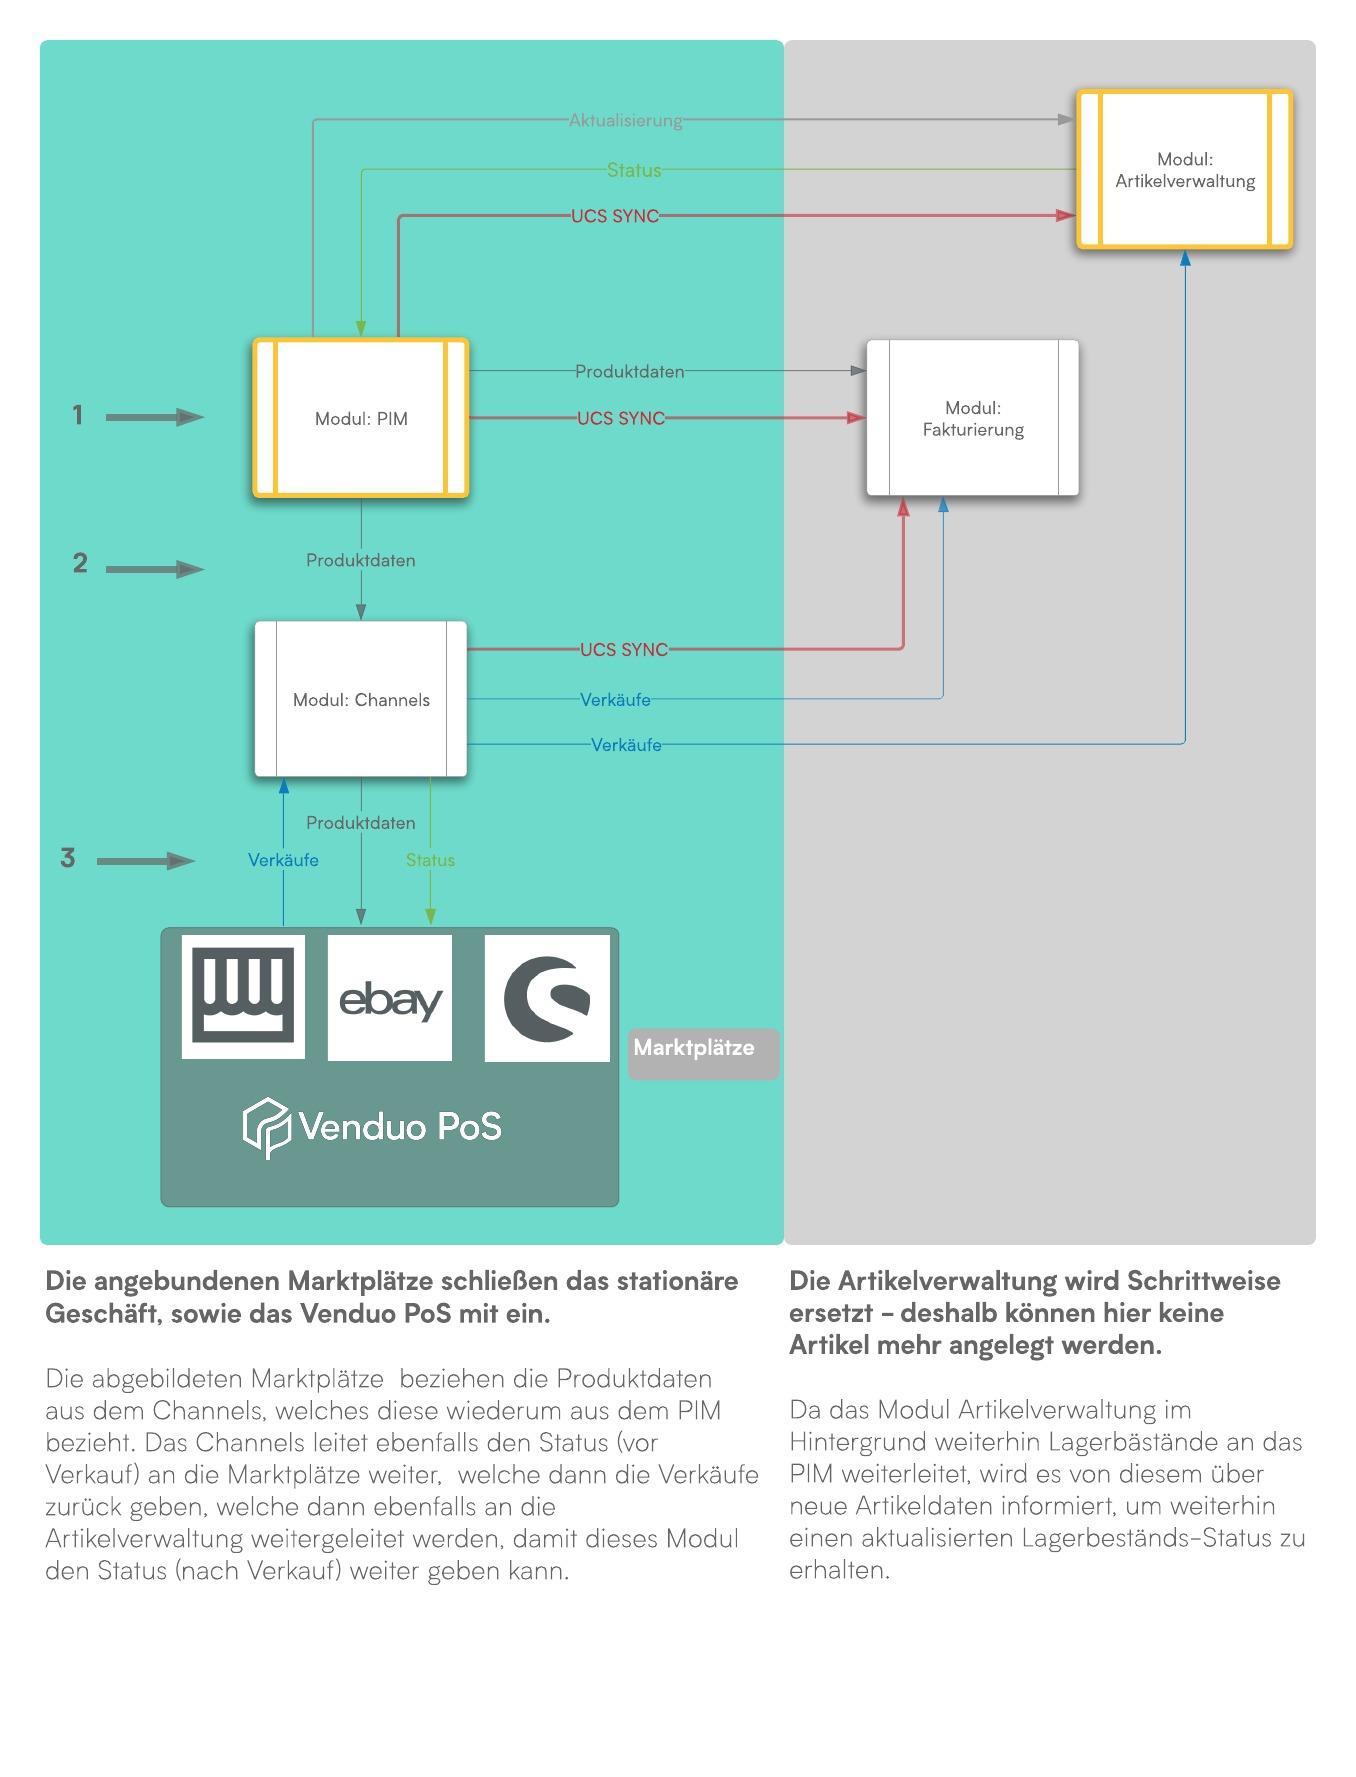 Aktualisierung
Status
UCS SYNC
Modul:
Artikelverwaltung
1
Modul: PIM
Produktdaten
UCS SYNC
Modul:
Fakturierung
2
Produktdaten
Modul: Channels
UCS SYNC
Verkäufe
Verkäufe
3
Verkäufe
Produktdaten
Status
ebay
Marktplätze
Venduo PoS
Die angebundenen Marktplätze schließen das stationäre
Geschäft, sowie das Venduo PoS mit ein.
Die abgebildeten Marktplätze beziehen die Produktdaten
aus dem Channels, welches diese wiederum aus dem PIM
bezieht. Das Channels leitet ebenfalls den Status (vor
Verkauf) an die Marktplätze weiter, welche dann die Verkäufe
zurück geben, welche dann ebenfalls an die
Artikelverwaltung weitergeleitet werden, damit dieses Modul
den Status (nach Verkauf) weiter geben kann.
Die Artikelverwaltung wird Schrittweise
ersetzt - deshalb können hier keine
Artikel mehr angelegt werden.
Da das Modul Artikelverwaltung im
Hintergrund weiterhin Lagerbästände an das
PIM weiterleitet, wird es von diesem über
neue Artikeldaten informiert, um weiterhin
einen aktualisierten Lagerbestände-Status zu
erhalten.